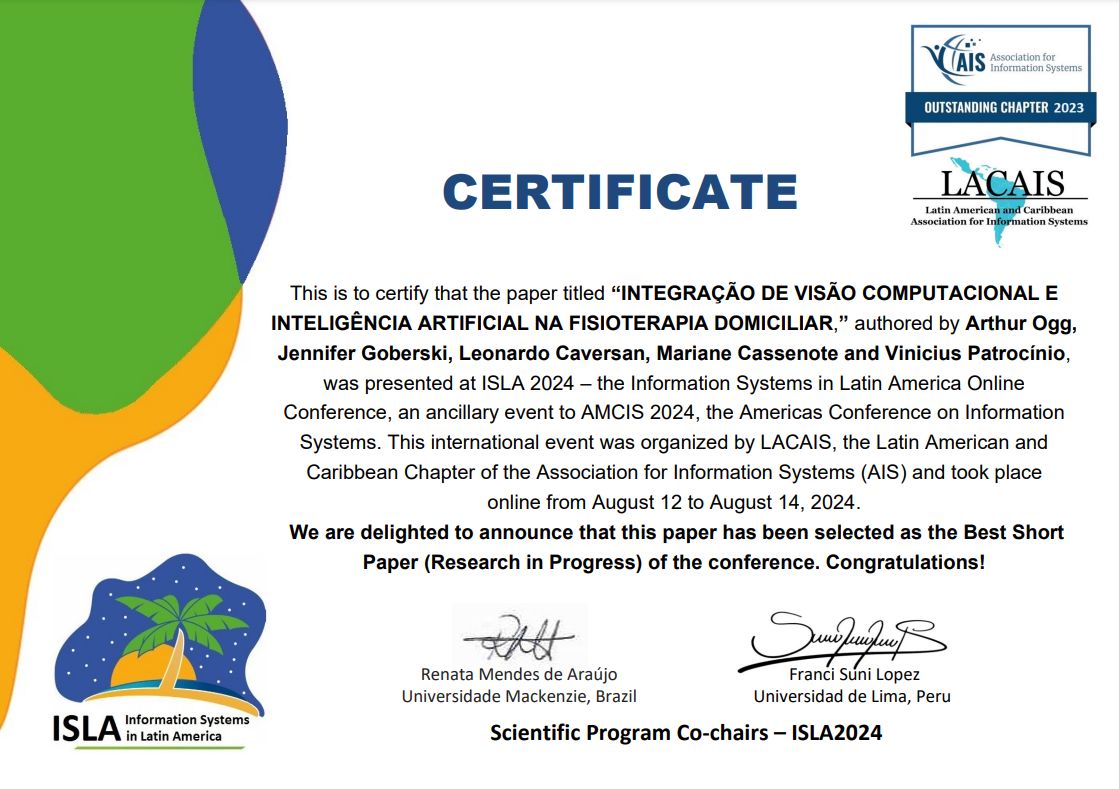 AIS Association for
Information Systems
OUTSTANDING CHAPTER 2023
LACAIS
Latin American and Caribbean
Association for Information Systems
CERTIFICATE
This is to certify that the paper titled “INTEGRAÇÃO DE VISÃO COMPUTACIONAL E
INTELIGÊNCIA ARTIFICIAL NA FISIOTERAPIA DOMICILIAR,” authored by Arthur Ogg,
Jennifer Goberski, Leonardo Caversan, Mariane Cassenote and Vinicius Patrocínio,
was presented at ISLA 2024 – the Information Systems in Latin America Online
Conference, an ancillary event to AMCIS 2024, the Americas Conference on Information
Systems. This international event was organized by LACAIS, the Latin American and
Caribbean Chapter of the Association for Information Systems (AIS) and took place
online from August 12 to August 14, 2024.
We are delighted to announce that this paper has been selected as the Best Short
Paper (Research in Progress) of the conference. Congratulations!
Renata Mendes de Araújo
Universidade Mackenzie, Brazil
Franci Suni Lopez
Universidad de Lima, Peru
Scientific Program Co-chairs – ISLA2024
ISLA Information Systems
in Latin America